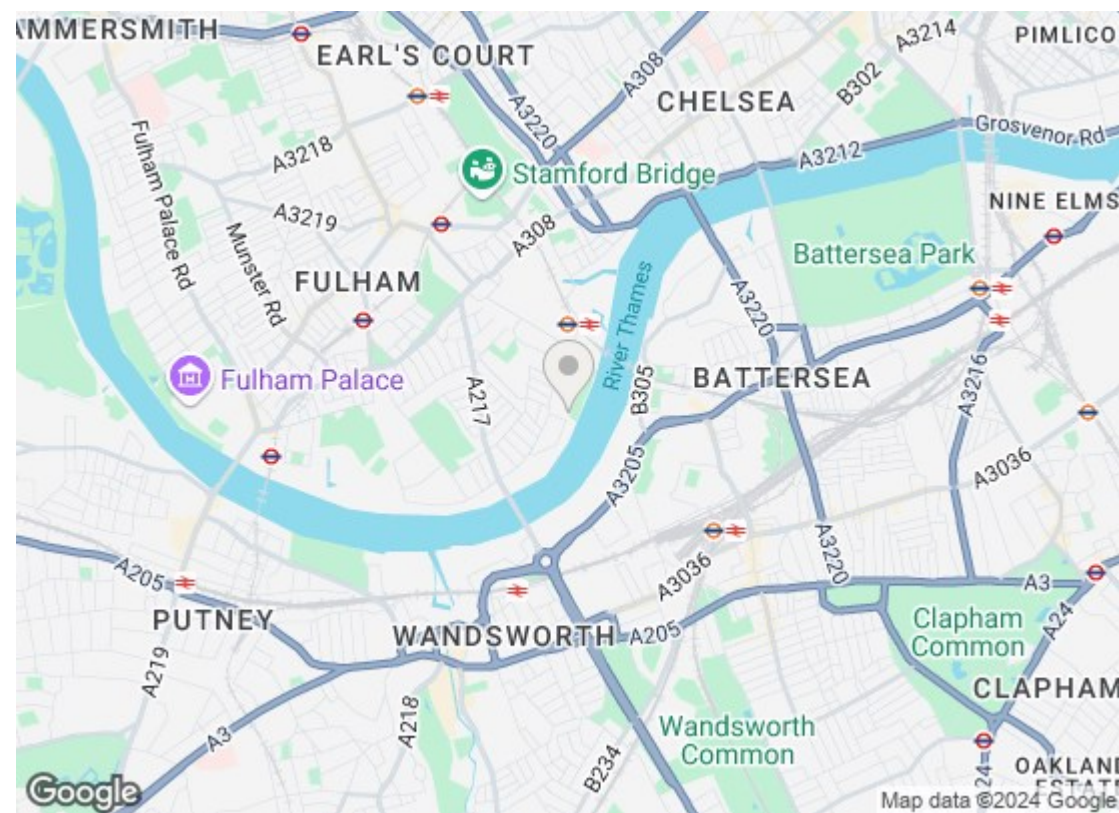 AMMERSMITH
EARL'S COURT
A3220
A308
A3214
PIMLICO
B302
CHELSEA
Fulham Palace Rd
A3218
A3212
Grosvenor Rd
Stamford Bridge
A3219
Munster Rd
A308
NINE ELMS
FULHAM
River Thames
A3220
Battersea Park
Fulham Palace
A217
B305
BATTERSEA
A3216
A3205
A3036
A205
A3036
A3220
A3
PUTNEY
WANDSWORTH
A205
Clapham
Common
A24
A219
A3
A218
CLAPHAM
Wandsworth
Common
B234
A24
OAKLAND
ESTATE
Google
Map data ©2024 Google